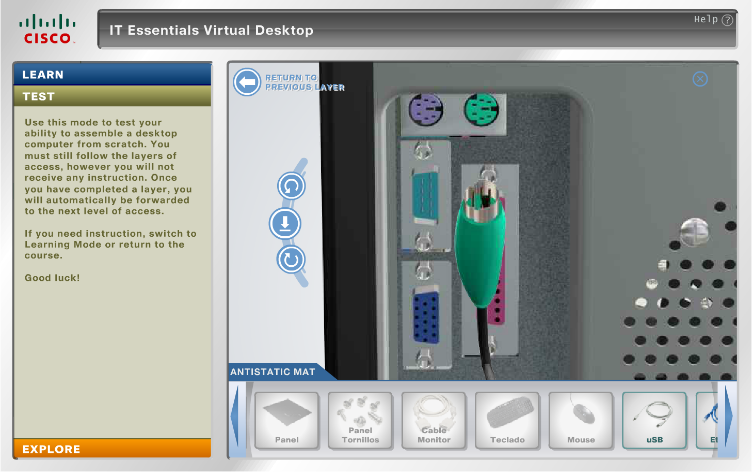 CISCO
IT Essentials Virtual Desktop
Help ?
LEARN
TEST
Use this mode to test your
ability to assemble a desktop
computer from scratch. You
must still follow the layers of
access, however you will not
receive any instruction. Once
you have completed a layer, you
will automatically be forwarded
to the next level of access.
If you need instruction, switch to
Learning Mode or return to the
course.
Good luck!
EXPLORE
RETURN TO
PREVIOUS LAYER
ANTISTATIC MAT
Panel
Panel
Tornillos
Cable
Monitor
Teclado
Mouse
uSB